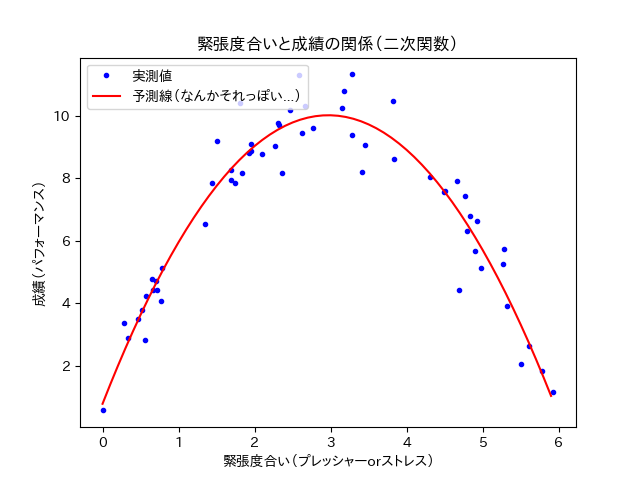 緊張度合いと成績の関係（二次関数）
実測値
予測線（なんかそれっぽい...）
成績（パフォーマンス）
10
8
6
4
2
0 1 2 3 4 5 6
緊張度合い（プレッシャーorストレス）